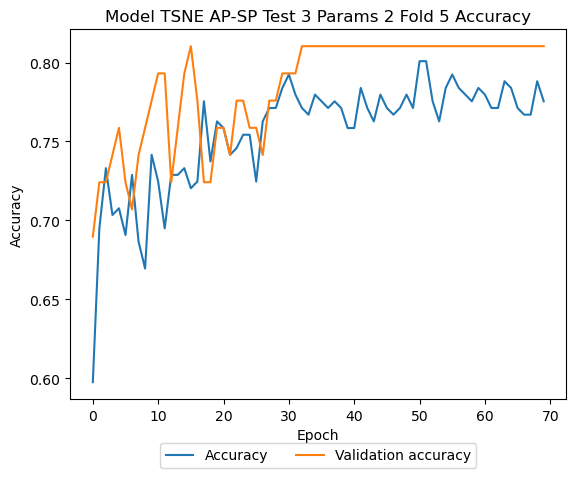 Model TSNE AP-SP Test 3 Params 2 Fold 5 Accuracy
0.80
0.75
0.70
0.65
0.60
Accuracy
0 10 20 30 40 50 60 70
Epoch
Accuracy Validation accuracy